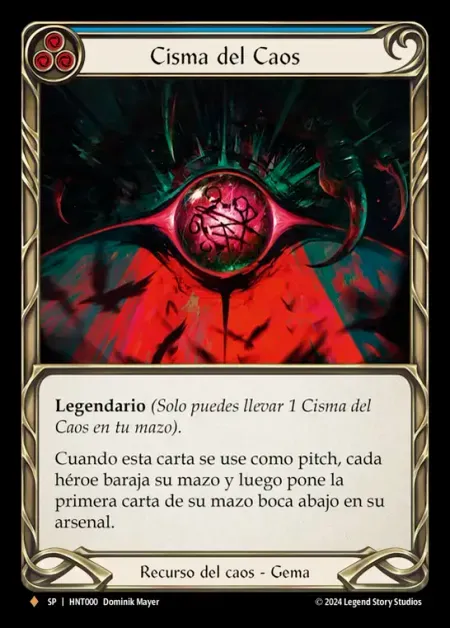 Cisma del Caos
Legendario (Solo puedes llevar 1 Cisma del
Caos en tu mazo).
Cuando esta carta se use como pitch, cada
héroe baraja su mazo y luego pone la
primera carta de su mazo boca abajo en su
arsenal.
Recurso del caos - Gema
SP | HNT000 Dominik Mayer © 2024 Legend Story Studios